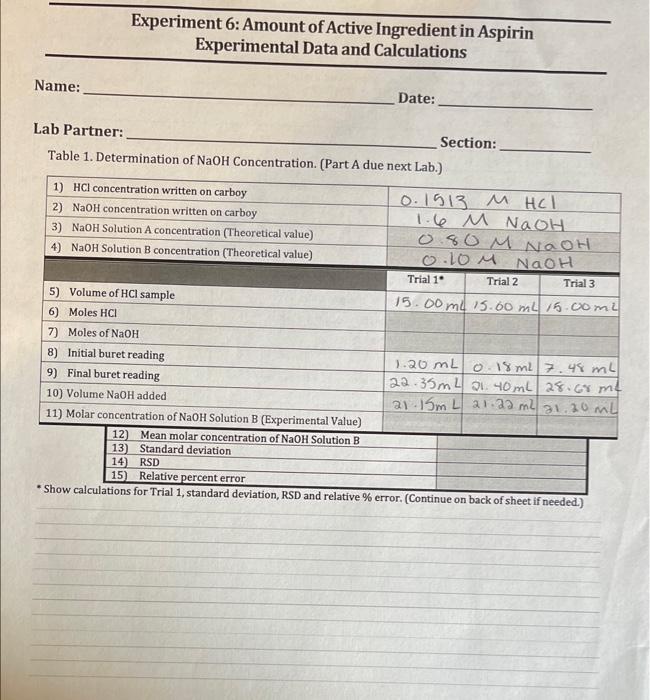 Experiment 6: Amount of Active Ingredient in Aspirin
Experimental Data and Calculations
Name:
Date:
Lab Partner:
Section:
Table 1. Determination of NaOH Concentration. (Part A due next Lab.)
1) HCl concentration written on carboy 0.1513 M HCl
2) NaOH concentration written on carboy 1.6 M NaOH
3) NaOH Solution A concentration (Theoretical value) 0.80 M NaOH
4) NaOH Solution B concentration (Theoretical value) 0.10 M NaOH
Trial 1* Trial 2 Trial 3
5) Volume of HCl sample 15.00 mL 15.00 mL 15.00 mL
6) Moles HCl
7) Moles of NaOH
8) Initial buret reading 1.20 mL 0.18 mL 7.48 mL
9) Final buret reading 22.35 mL 21.40 mL 28.68 mL
10) Volume NaOH added 21.15 mL 21.22 mL 21.20 mL
11) Molar concentration of NaOH Solution B (Experimental Value)
12) Mean molar concentration of NaOH Solution B
13) Standard deviation
14) RSD
15) Relative percent error
* Show calculations for Trial 1, standard deviation, RSD and relative % error. (Continue on back of sheet if needed.)